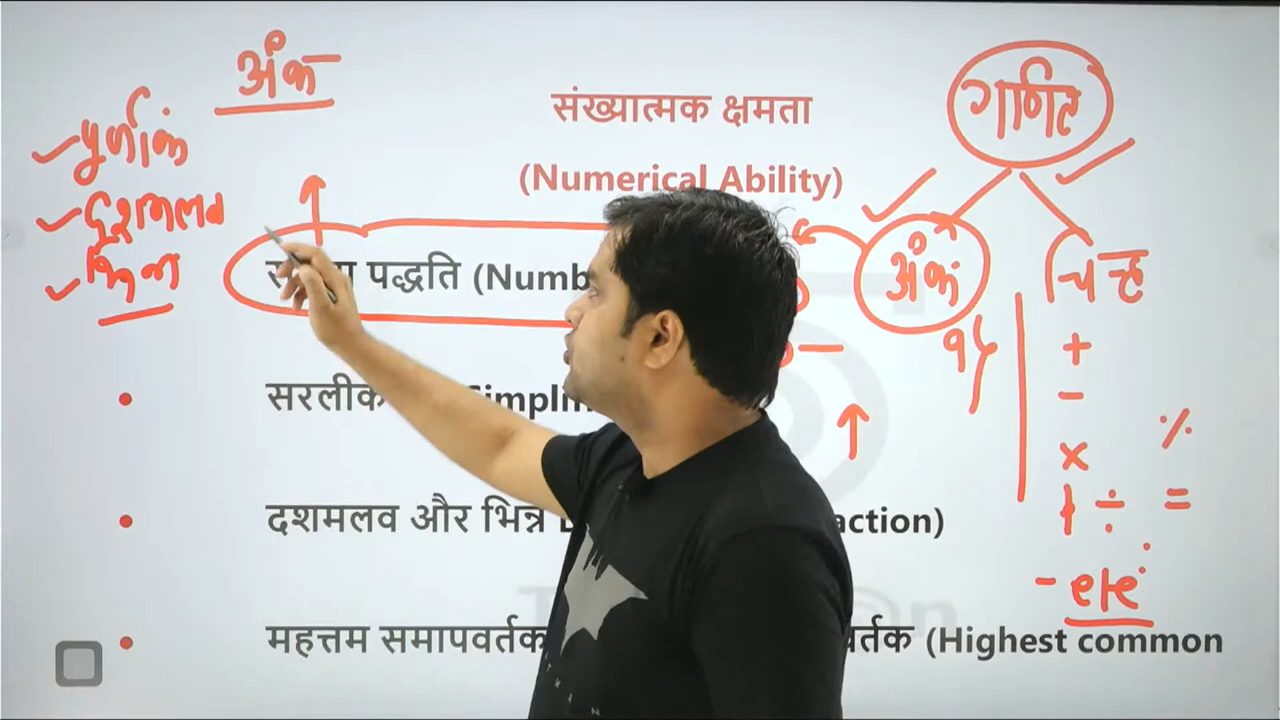 अंक
गणित
पूर्णांक
दशमलव
भिन्न
संख्यात्मक क्षमता
(Numerical Ability)
पद्धति (Numb
अंक
चिन्ह
+
-
×
%
÷
=
सरलीक
दशमलव और भिन्न
action)
महत्तम समापवर्तक
वर्तक (Highest common